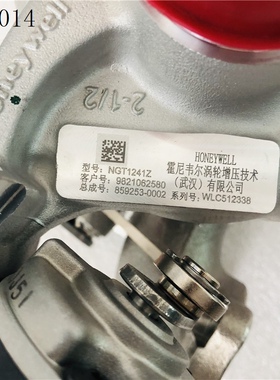 014
Honeywell
2-1/2
HONEYWELL
型号: NGT1241Z
霍尼韦尔涡轮增压技术
客户号: 9821062580
（武汉）有限公司
总成号: 859253-0002 系列号: WLC512338
051